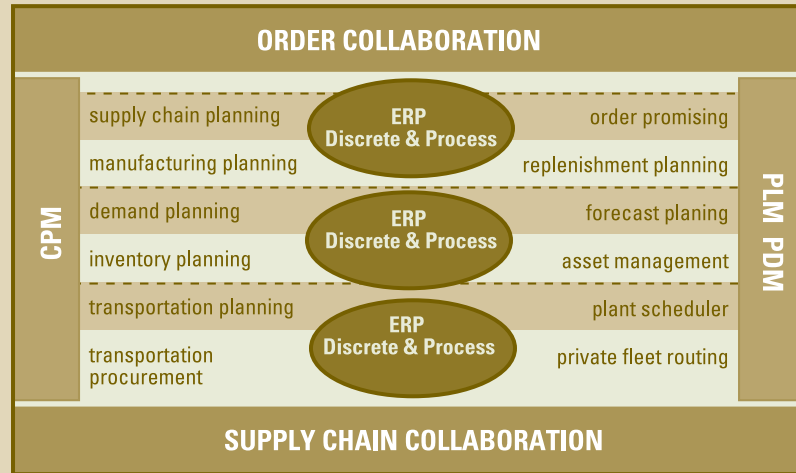 ORDER COLLABORATION
CPM
supply chain planning
manufacturing planning
demand planning
inventory planning
transportation planning
transportation
procurement
ERP
Discrete & Process
ERP
Discrete & Process
ERP
Discrete & Process
order promising
replenishment planning
forecast planing
asset management
plant scheduler
private fleet routing
PLM PDM
SUPPLY CHAIN COLLABORATION